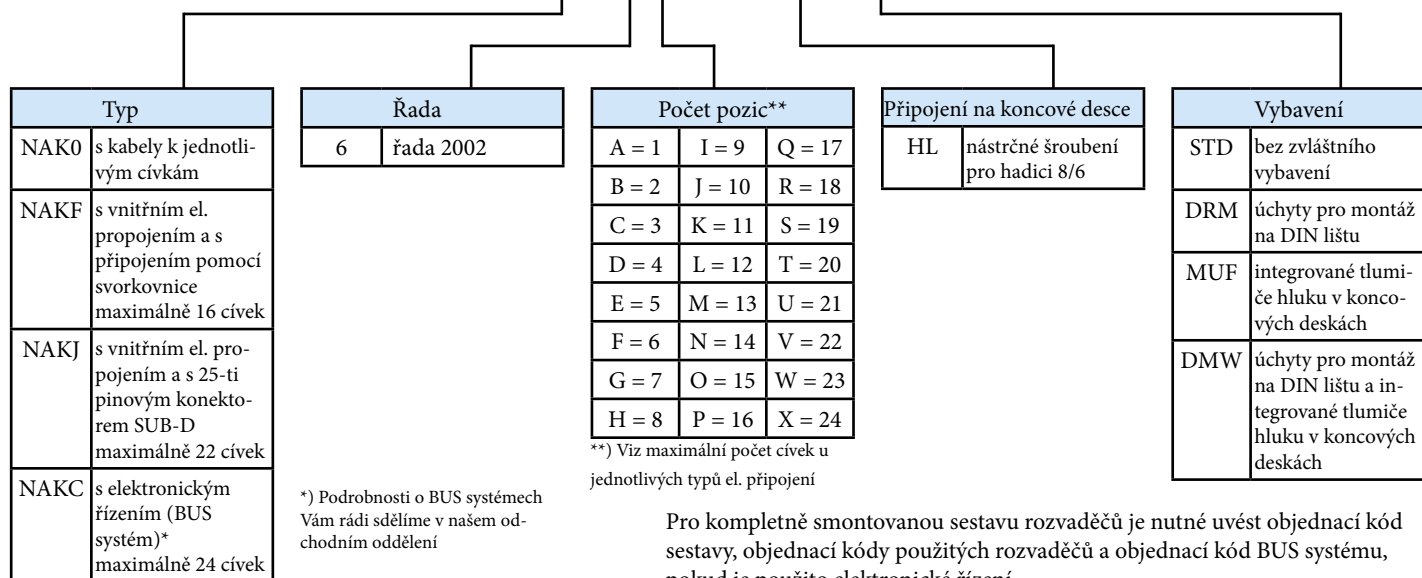 Typ
NAK0 s kabely k jednotli-
vým cívkám
NAKF s vnitřním el.
propojením a s
připojením pomocí
svorkovnice
maximálně 16 cívek
NAKJ s vnitřním el. pro-
pojením a s 25-ti
pinovým konekto-
rem SUB-D
maximálně 22 cívek
NAKC s elektronickým
řízením (BUS
systém)*
maximálně 24 cívek
Řada
6 řada 2002
*) Podrobnosti o BUS systémech
Vám rádi sdělíme v našem od-
chodním oddělení
Počet pozic**
A = 1 I = 9 Q = 17
B = 2 J = 10 R = 18
C = 3 K = 11 S = 19
D = 4 L = 12 T = 20
E = 5 M = 13 U = 21
F = 6 N = 14 V = 22
G = 7 O = 15 W = 23
H = 8 P = 16 X = 24
**) Viz maximální počet cívek u
jednotlivých typů el. připojení
Připojení na koncové desce
HL nástrčné šroubení
pro hadici 8/6
Vybavení
STD bez zvláštního
vybavení
DRM úchyty pro montáž
na DIN lištu
MUF integrované tlumi-
če hluku v konco-
vých deskách
DMW úchyty pro montáž
na DIN lištu a in-
tegrované tlumiče
hluku v koncových
deskách
Pro kompletně smontovanou sestavu rozvaděčů je nutné uvést objednací kód
sestavy, objednací kódy použitých rozvaděčů a objednací kód BUS systému,
pokud je použito elektronické řízení